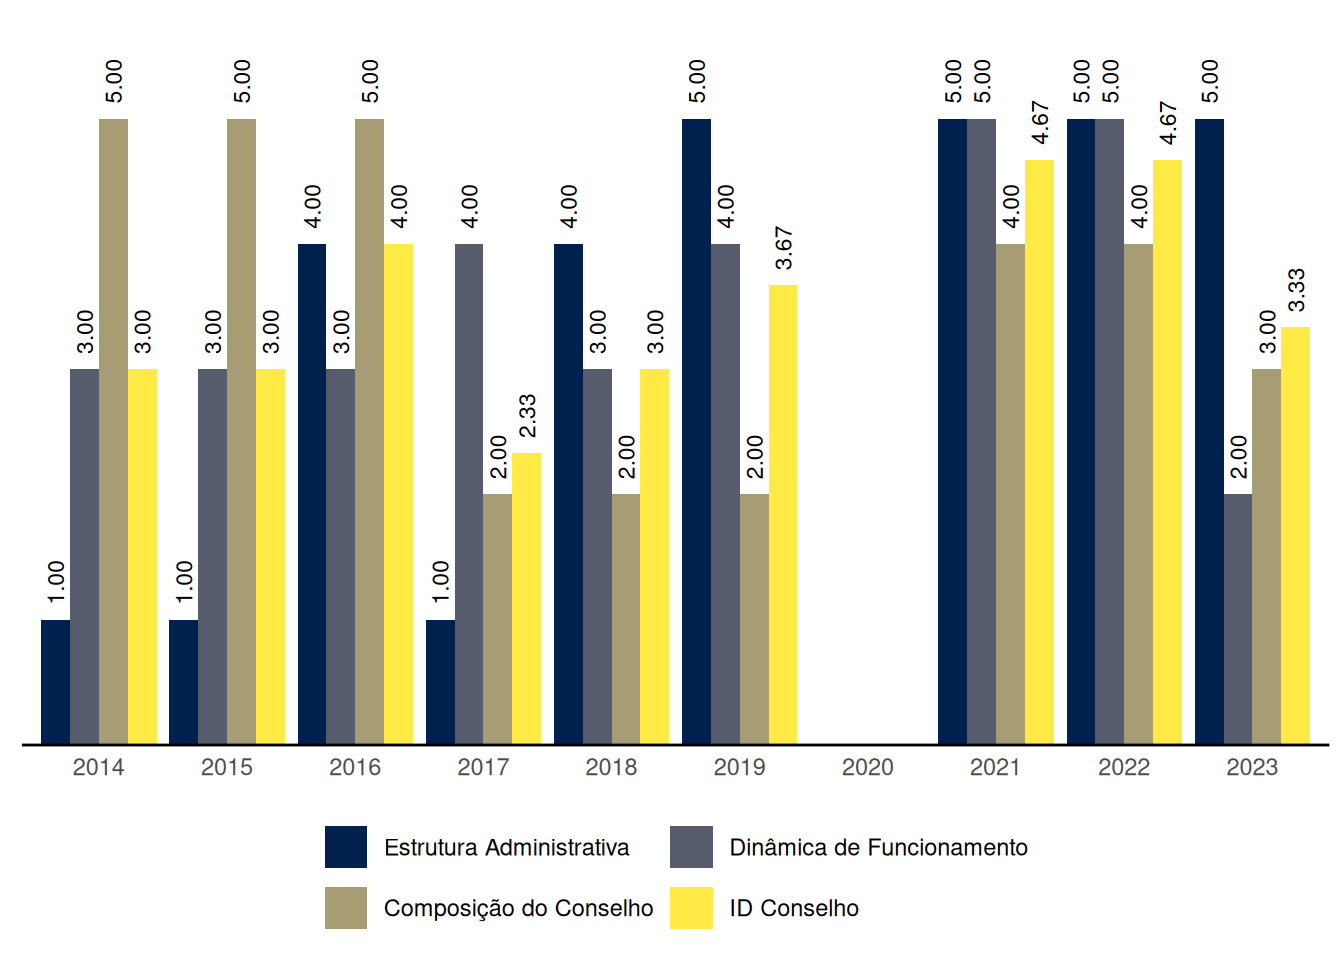 1.00 3.00 5.00 3.00
1.00 3.00 5.00 3.00
4.00 3.00 5.00 4.00
1.00 4.00 2.00 2.33
4.00 3.00 2.00 3.00
5.00 4.00 2.00 3.67
5.00 5.00 4.00 4.67
5.00 5.00 4.00 4.67
5.00 2.00 3.00 3.33
2014 2015 2016 2017 2018 2019 2020 2021 2022 2023
Estrutura Administrativa Dinâmica de Funcionamento
Composição do Conselho ID Conselho